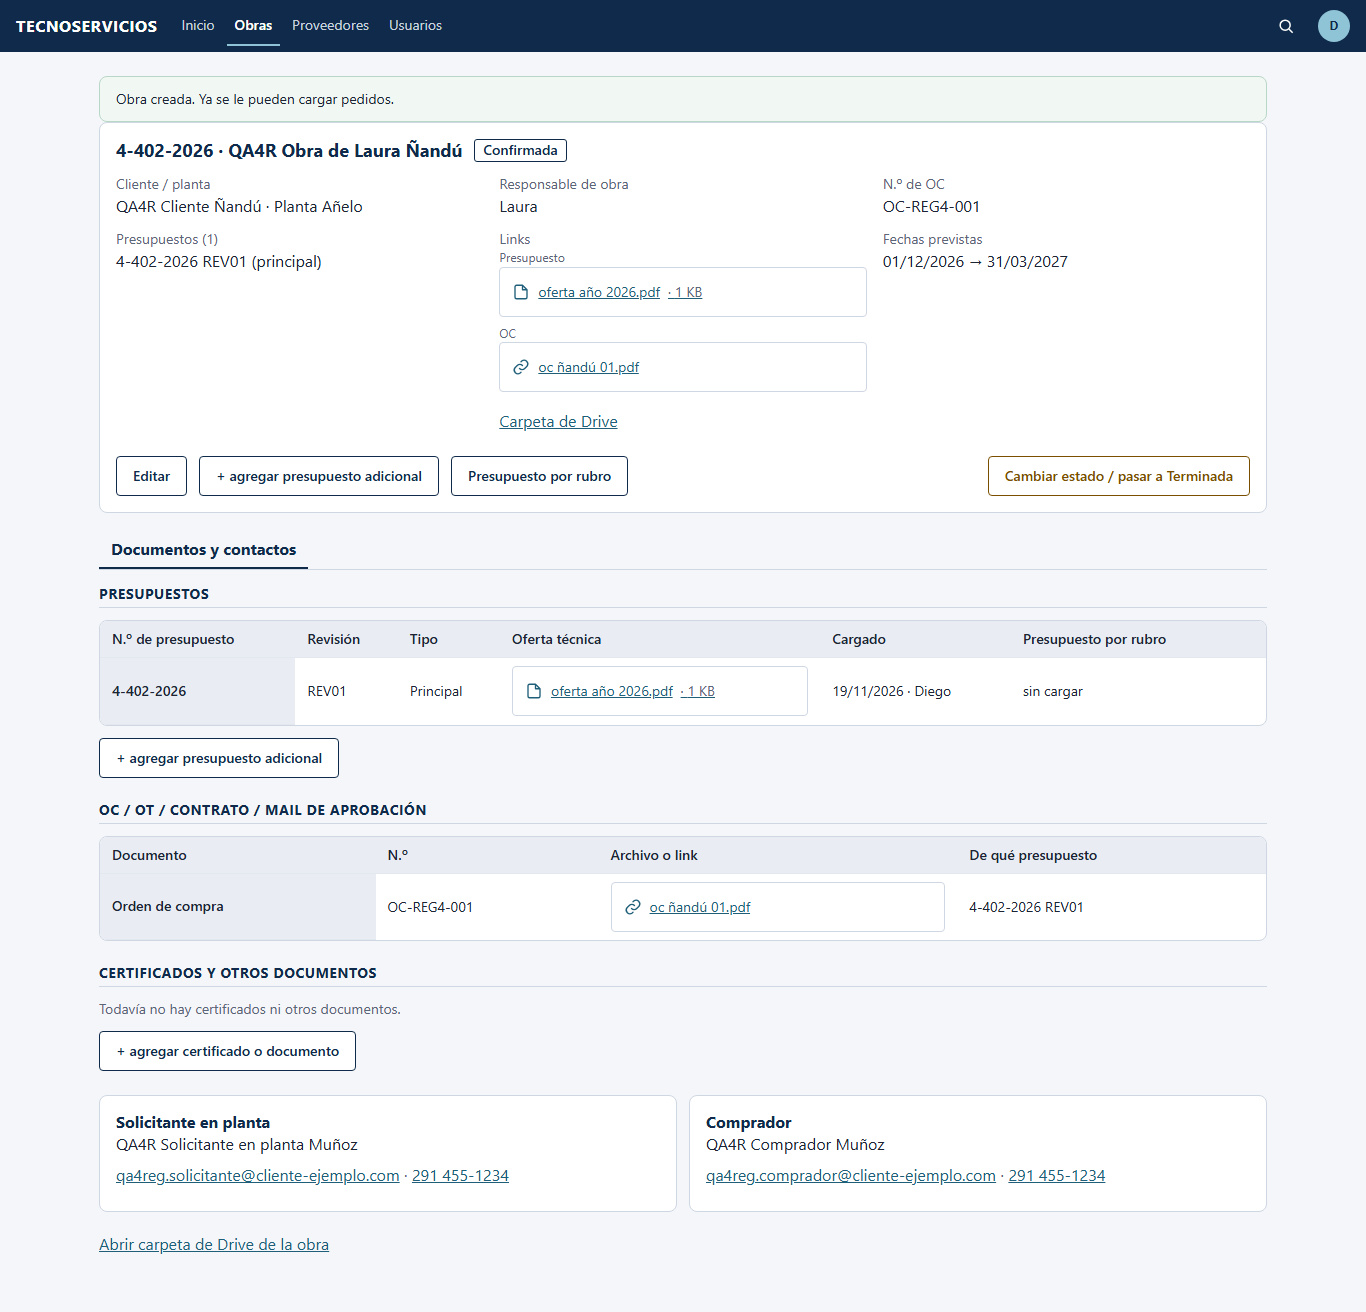 TECNOSERVICIOS Inicio Obras Proveedores Usuarios D
Obra creada. Ya se le pueden cargar pedidos.
4-402-2026 · QA4R Obra de Laura Ñandú Confirmada
Cliente / planta
QA4R Cliente Ñandú · Planta Añelo
Responsable de obra
Laura
N.º de OC
OC-REG4-001
Presupuestos (1)
4-402-2026 REV01 (principal)
Links
Presupuesto
oferta año 2026.pdf · 1 KB
OC
oc ñandú 01.pdf
Carpeta de Drive
Fechas previstas
01/12/2026 → 31/03/2027
Editar + agregar presupuesto adicional Presupuesto por rubro Cambiar estado / pasar a Terminada
Documentos y contactos
PRESUPUESTOS
N.º de presupuesto Revisión Tipo Oferta técnica Cargado Presupuesto por rubro
4-402-2026 REV01 Principal oferta año 2026.pdf · 1 KB 19/11/2026 · Diego sin cargar
+ agregar presupuesto adicional
OC / OT / CONTRATO / MAIL DE APROBACIÓN
Documento N.º Archivo o link De qué presupuesto
Orden de compra OC-REG4-001 oc ñandú 01.pdf 4-402-2026 REV01
CERTIFICADOS Y OTROS DOCUMENTOS
Todavía no hay certificados ni otros documentos.
+ agregar certificado o documento
Solicitante en planta
QA4R Solicitante en planta Muñoz
qa4reg.solicitante@cliente-ejemplo.com · 291 455-1234
Comprador
QA4R Comprador Muñoz
qa4reg.comprador@cliente-ejemplo.com · 291 455-1234
Abrir carpeta de Drive de la obra